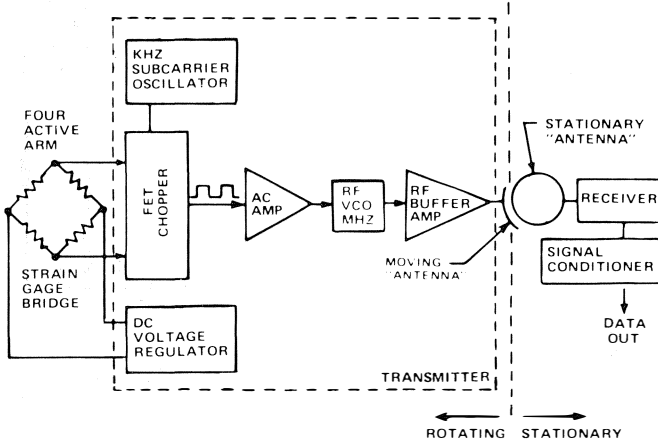 KHZ
SUBCARRIER
OSCILLATOR
FOUR
ACTIVE
ARM
FET
CHOPPER
AC
AMP
RF
VCO
MHZ
RF
BUFFER
AMP
STATIONARY
"ANTENNA"
RECEIVER
MOVING
"ANTENNA"
SIGNAL
CONDITIONER
STRAIN
GAGE
BRIDGE
DC
VOLTAGE
REGULATOR
DATA
OUT
TRANSMITTER
ROTATING STATIONARY